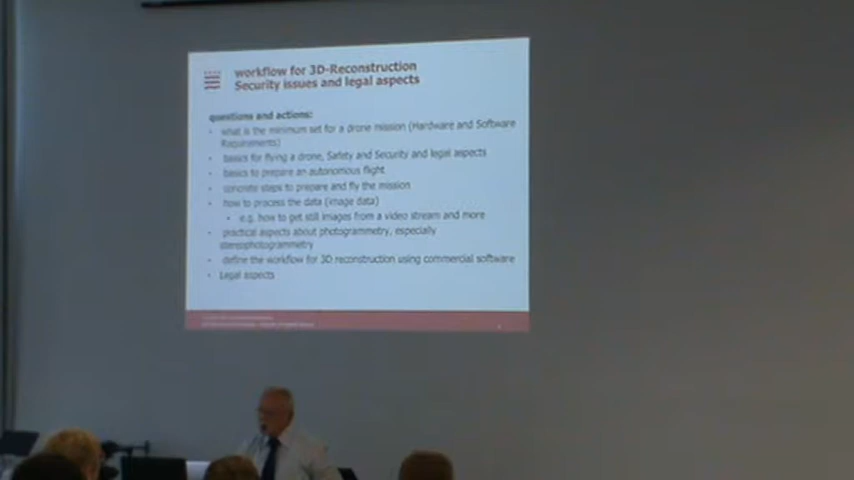 workflow for 3D-Reconstruction
Security issues and legal aspects
questions and actions:
• what is the minimum set for a drone mission (Hardware and Software
Requirements)
• basics for flying a drone, Safety and Security and legal aspects
• basics to prepare an autonomous flight
• concrete steps to prepare and fly the mission
• how to process the data (image data)
• e.g. how to get still images from a video stream and more
• practical aspects about photogrammetry, especially
stereophotogrammetry
• define the workflow for 3D reconstruction using commercial software
• Legal aspects